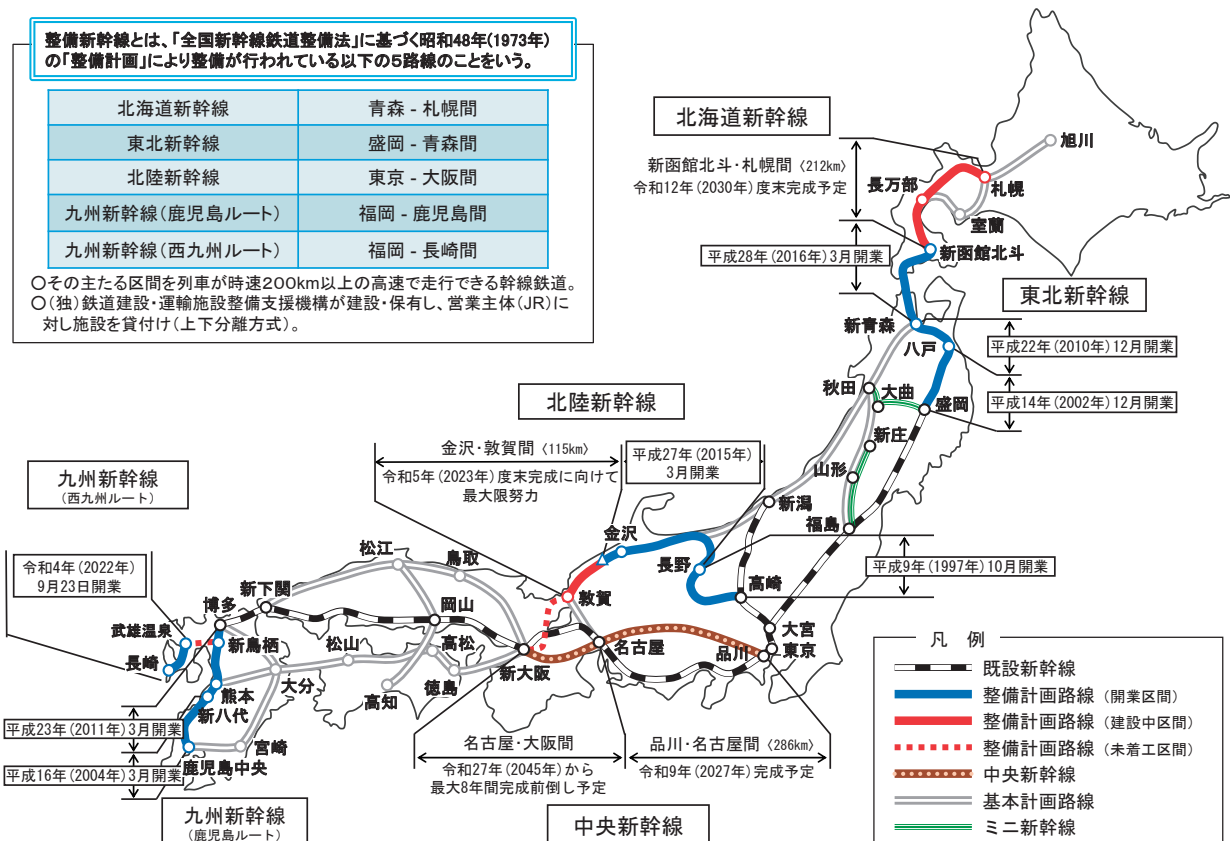 整備新幹線とは、「全国新幹線鉄道整備法」に基づく昭和48年(1973年)
の「整備計画」により整備が行われている以下の5路線のことをいう。
北海道新幹線 青森 - 札幌間
東北新幹線 盛岡 - 青森間
北陸新幹線 東京 - 大阪間
九州新幹線(鹿児島ルート) 福岡 - 鹿児島間
九州新幹線(西九州ルート) 福岡 - 長崎間
○その主たる区間を列車が時速200km以上の高速で走行できる幹線鉄道。
○(独)鉄道建設・運輸施設整備支援機構が建設・保有し、営業主体(JR)に
対し施設を貸付け(上下分離方式)。
北海道新幹線
新函館北斗・札幌間〈212km〉
令和12年(2030年)度末完成予定
旭川
札幌
長万部
室蘭
新函館北斗
平成28年(2016年)3月開業
東北新幹線
新青森
八戸
平成22年(2010年)12月開業
秋田
大曲
盛岡
平成14年(2002年)12月開業
新庄
山形
福島
新潟
北陸新幹線
金沢・敦賀間〈115km〉
令和5年(2023年)度末完成に向けて
最大限努力
平成27年(2015年)
3月開業
金沢
長野
高崎
平成9年(1997年)10月開業
敦賀
大宮
東京
品川
名古屋
新大阪
九州新幹線
(西九州ルート)
令和4年(2022年)
9月23日開業
松江
鳥取
新下関
岡山
博多
武雄温泉
新鳥栖
長崎
松山
高松
徳島
高知
大分
熊本
新八代
宮崎
鹿児島中央
平成23年(2011年)3月開業
平成16年(2004年)3月開業
九州新幹線
(鹿児島ルート)
名古屋・大阪間
令和27年(2045年)から
最大8年間完成前倒し予定
品川・名古屋間〈286km〉
令和9年(2027年)完成予定
中央新幹線
凡 例
既設新幹線
整備計画路線(開業区間)
整備計画路線(建設中区間)
整備計画路線(未着工区間)
中央新幹線
基本計画路線
ミニ新幹線